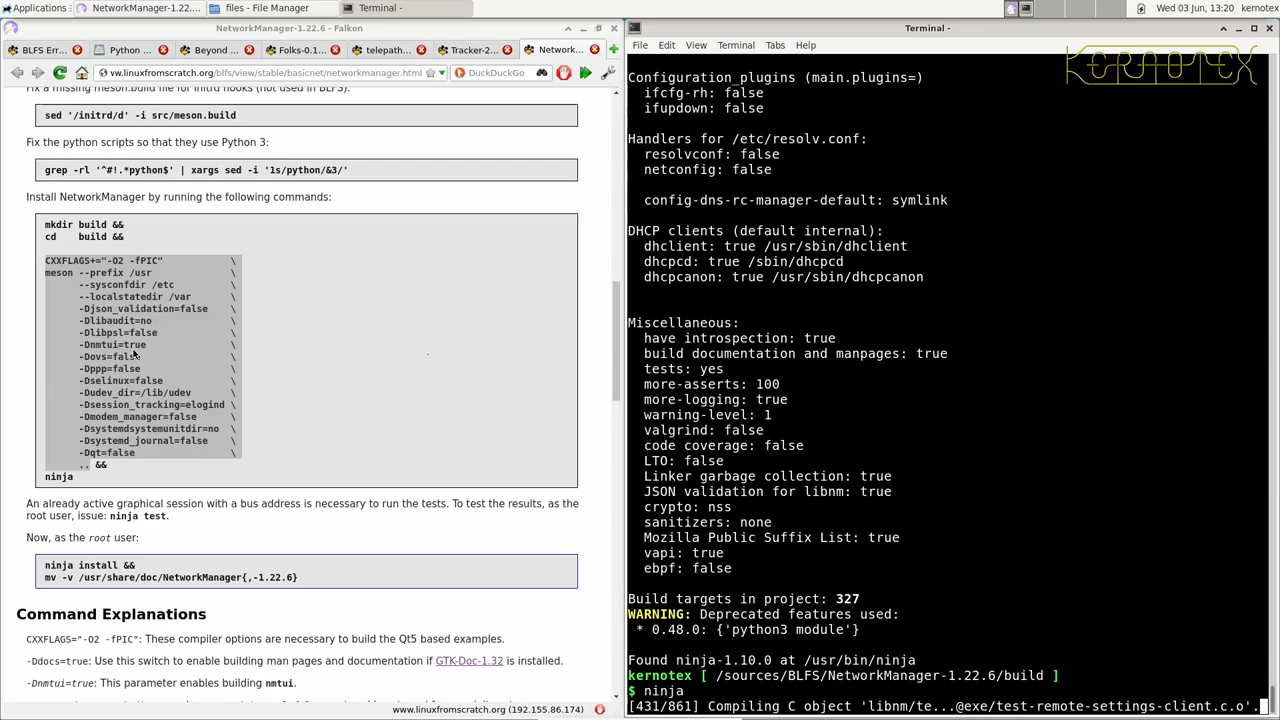 Applications
NetworkManager-1.22....
files - File Manager
Terminal -
Wed 03 Jun, 13:20
kernotex
NetworkManager-1.22.6 - Falkon
BLFS Err...
Python ...
Beyond ...
Folks-0.1...
telepath...
Tracker-2...
Network...
ww.linuxfromscratch.org/blfs/view/stable/basicnet/networkmanager.html
DuckDuckGo
Fix a missing meson.build file for initrd hooks (not used in BLFS):
sed '/initrd/d' -i src/meson.build
Fix the python scripts so that they use Python 3:
grep -rl '^#!.*python$' | xargs sed -i '1s/python/&3/'
Install NetworkManager by running the following commands:
mkdir build &&
cd    build &&
CXXFLAGS+="-O2 -fPIC"            \
meson --prefix /usr              \
      --sysconfdir /etc          \
      --localstatedir /var       \
      -Djson_validation=false    \
      -Dlibaudit=no              \
      -Dlibpsl=false             \
      -Dnmtui=true               \
      -Dovs=false                \
      -Dppp=false                \
      -Dselinux=false            \
      -Dudev_dir=/lib/udev       \
      -Dsession_tracking=elogind \
      -Dmodem_manager=false      \
      -Dsystemdsystemunitdir=no  \
      -Dsystemd_journal=false    \
      -Dqt=false                 \
      .. &&
ninja
An already active graphical session with a bus address is necessary to run the tests. To test the results, as the
root user, issue: ninja test.
Now, as the root user:
ninja install &&
mv -v /usr/share/doc/NetworkManager{,-1.22.6}
Command Explanations
CXXFLAGS="-O2 -fPIC": These compiler options are necessary to build the Qt5 based examples.
-Ddocs=true: Use this switch to enable building man pages and documentation if GTK-Doc-1.32 is installed.
-Dnmtui=true: This parameter enables building nmtui.
www.linuxfromscratch.org (192.155.86.174)
Terminal -
File Edit View Terminal Tabs Help
KERNOTEX
Configuration_plugins (main.plugins=)
  ifcfg-rh: false
  ifupdown: false
Handlers for /etc/resolv.conf:
  resolvconf: false
  netconfig: false
  config-dns-rc-manager-default: symlink
DHCP clients (default internal):
  dhclient: true /usr/sbin/dhclient
  dhcpcd: true /sbin/dhcpcd
  dhcpcanon: true /usr/sbin/dhcpcanon
Miscellaneous:
  have introspection: true
  build documentation and manpages: true
  tests: yes
  more-asserts: 100
  more-logging: true
  warning-level: 1
  valgrind: false
  code coverage: false
  LTO: false
  Linker garbage collection: true
  JSON validation for libnm: true
  crypto: nss
  sanitizers: none
  Mozilla Public Suffix List: true
  vapi: true
  ebpf: false
Build targets in project: 327
WARNING: Deprecated features used:
 * 0.48.0: {'python3 module'}
Found ninja-1.10.0 at /usr/bin/ninja
kernotex [ /sources/BLFS/NetworkManager-1.22.6/build ]
$ ninja
[431/861] Compiling C object 'libnm/te...@exe/test-remote-settings-client.c.o'.